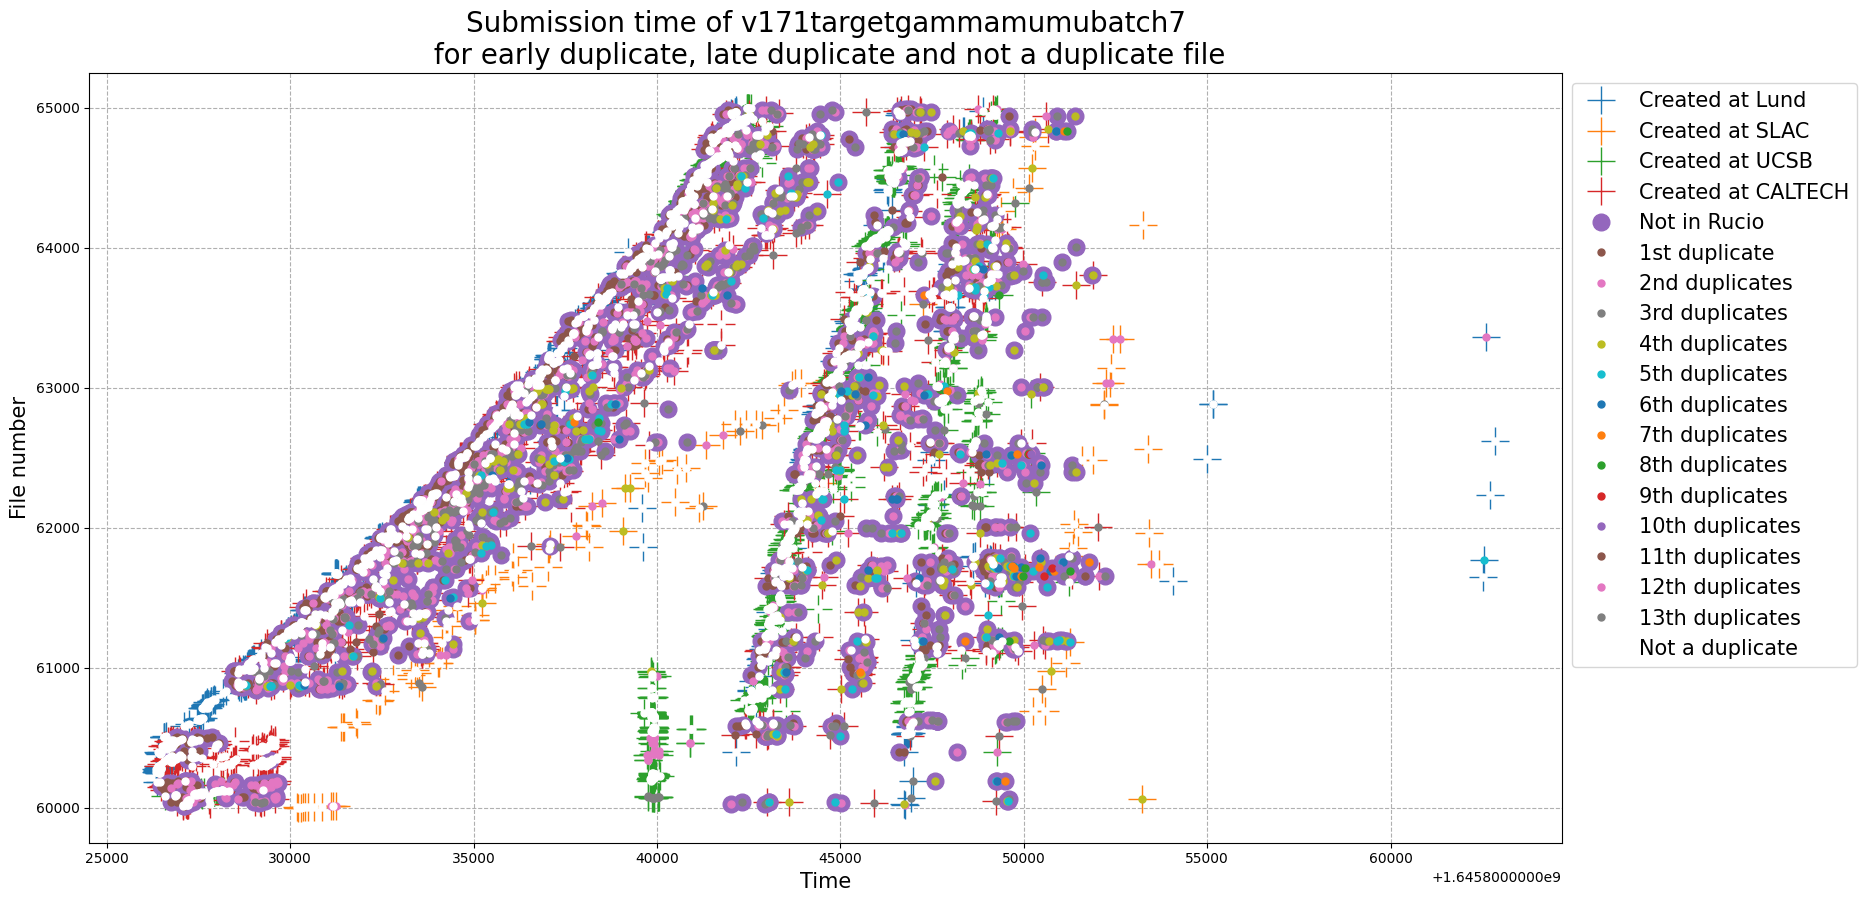 Submission time of v171targetgammamumubatch7
for early duplicate, late duplicate and not a duplicate file
File number
65000
64000
63000
62000
61000
60000
25000
30000
35000
40000
45000
50000
55000
60000
+1.6458000000e9
Time
Created at Lund
Created at SLAC
Created at UCSB
Created at CALTECH
Not in Rucio
1st duplicate
2nd duplicates
3rd duplicates
4th duplicates
5th duplicates
6th duplicates
7th duplicates
8th duplicates
9th duplicates
10th duplicates
11th duplicates
12th duplicates
13th duplicates
Not a duplicate